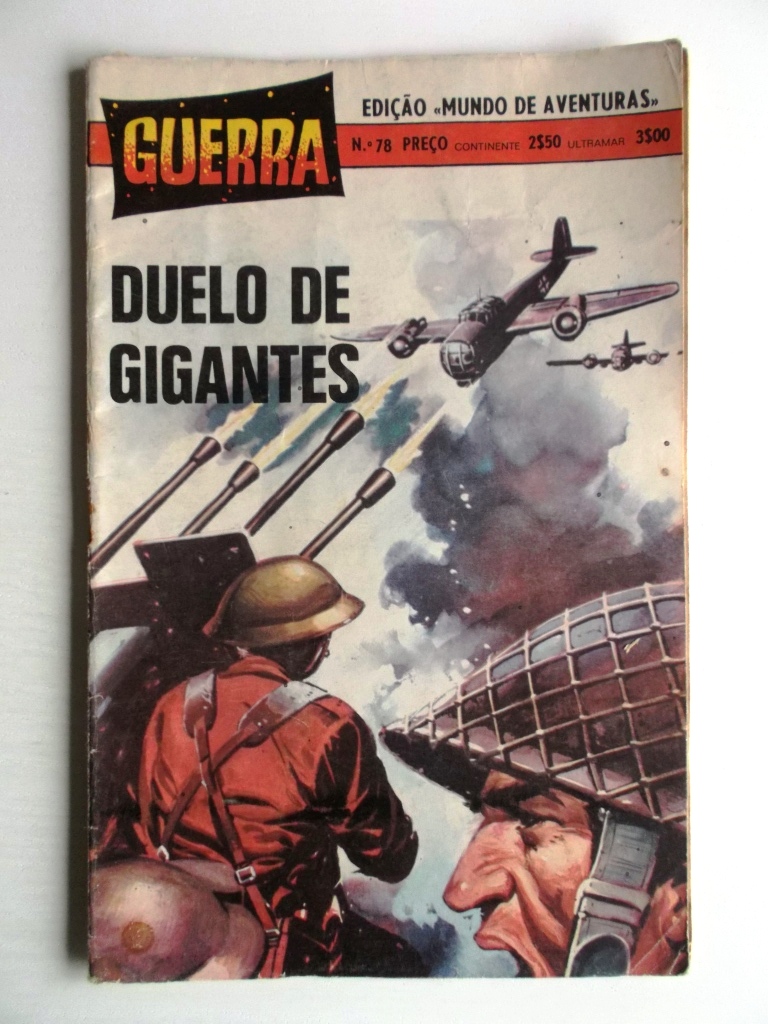 EDIÇÃO «MUNDO DE AVENTURAS»
GUERRA
N.º 78 PREÇO CONTINENTE 2$50 ULTRAMAR 3$00
DUELO DE
GIGANTES